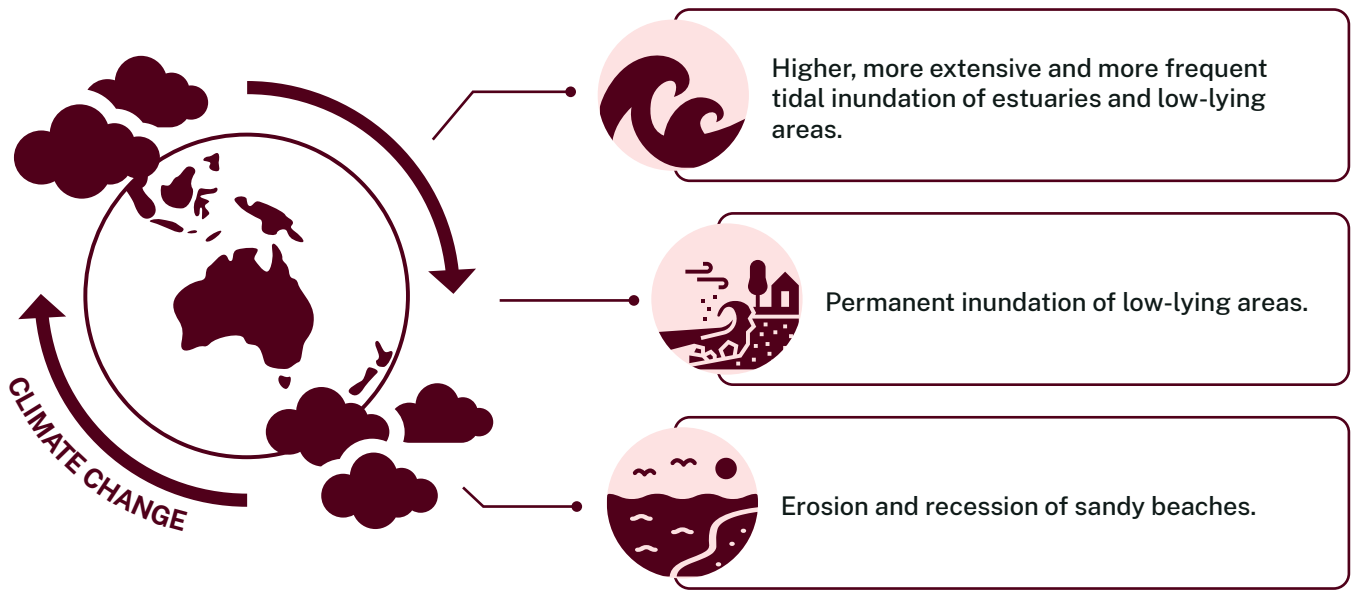 CLIMATE CHANGE
Higher, more extensive and more frequent
tidal inundation of estuaries and low-lying
areas.
Permanent inundation of low-lying areas.
Erosion and recession of sandy beaches.